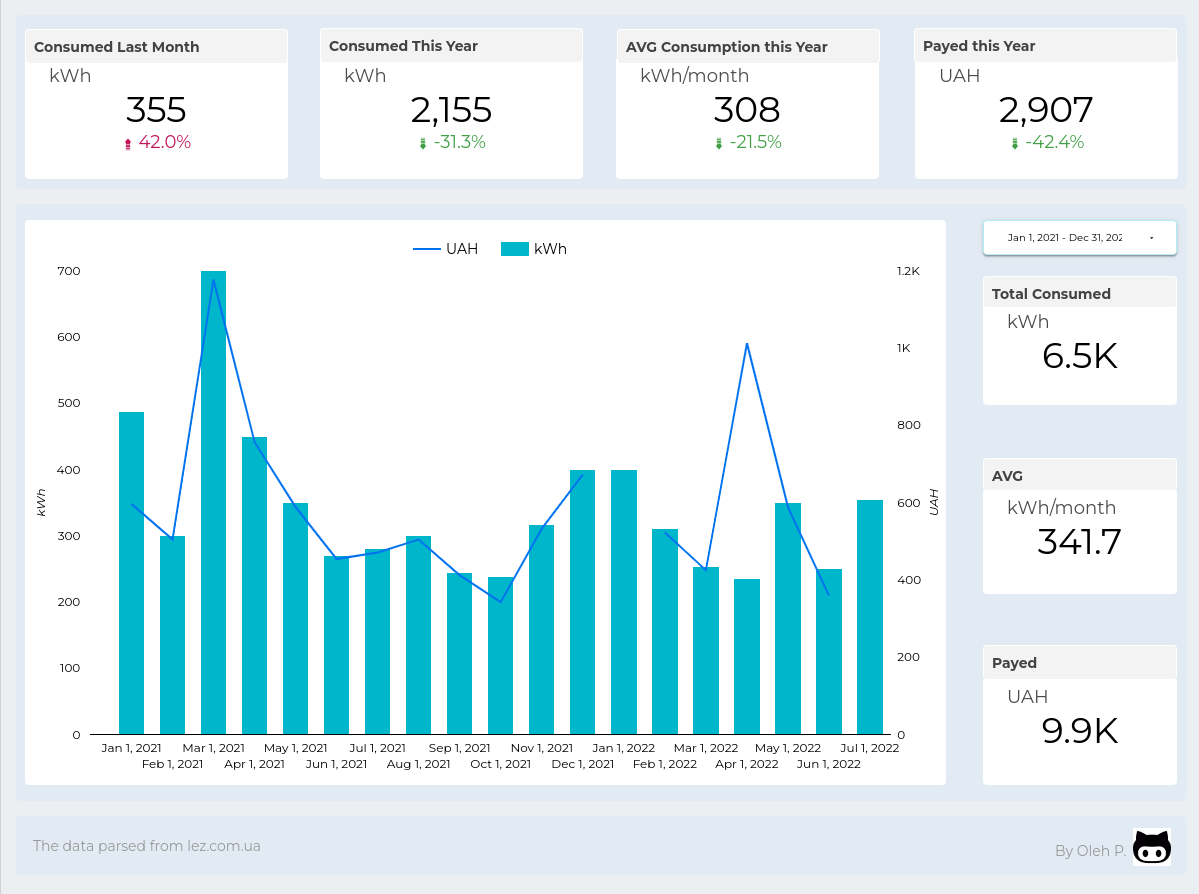 Consumed Last Month
kWh
355
42.0%
Consumed This Year
kWh
2,155
-31.3%
AVG Consumption this Year
kWh/month
308
-21.5%
Payed this Year
UAH
2,907
-42.4%
UAH
kWh
700
600
500
400
300
200
100
0
kWh
1.2K
1K
800
600
400
200
0
UAH
Jan 1, 2021
Feb 1, 2021
Mar 1, 2021
Apr 1, 2021
May 1, 2021
Jun 1, 2021
Jul 1, 2021
Aug 1, 2021
Sep 1, 2021
Oct 1, 2021
Nov 1, 2021
Dec 1, 2021
Jan 1, 2022
Feb 1, 2022
Mar 1, 2022
Apr 1, 2022
May 1, 2022
Jun 1, 2022
Jul 1, 2022
Jan 1, 2021 - Dec 31, 202
Total Consumed
kWh
6.5K
AVG
kWh/month
341.7
Payed
UAH
9.9K
The data parsed from lez.com.ua
By Oleh P.